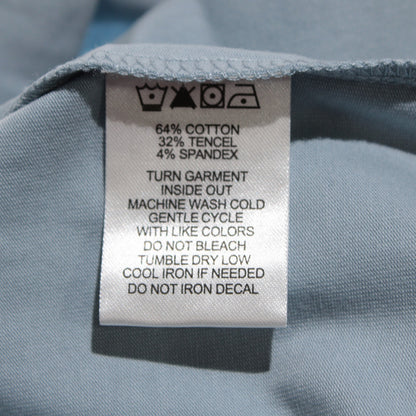 64% COTTON
32% TENCEL
4% SPANDEX
TURN GARMENT
INSIDE OUT
MACHINE WASH COLD
GENTLE CYCLE
WITH LIKE COLORS
DO NOT BLEACH
TUMBLE DRY LOW
COOL IRON IF NEEDED
DO NOT IRON DECAL